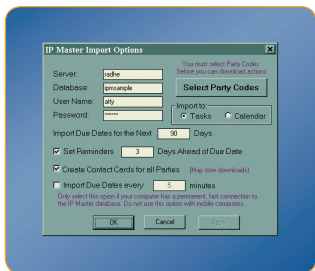 IP Master Import Options
You must select Party Codes
before you can download actions
Server: radhe
Database: ipmsample
Select Party Codes
User Name: atty
Import to:
Password: ******
Tasks Calendar
Import Due Dates for the Next 90 Days.
Set Reminders 3 Days Ahead of Due Date
Create Contact Cards for all Parties (May slow downloads)
Import Due Dates every 5 minutes
Only select this option if your computer has a permanent, fast connection
to the IP Master database. Do not use this option with mobile computers.
OK Cancel Apply